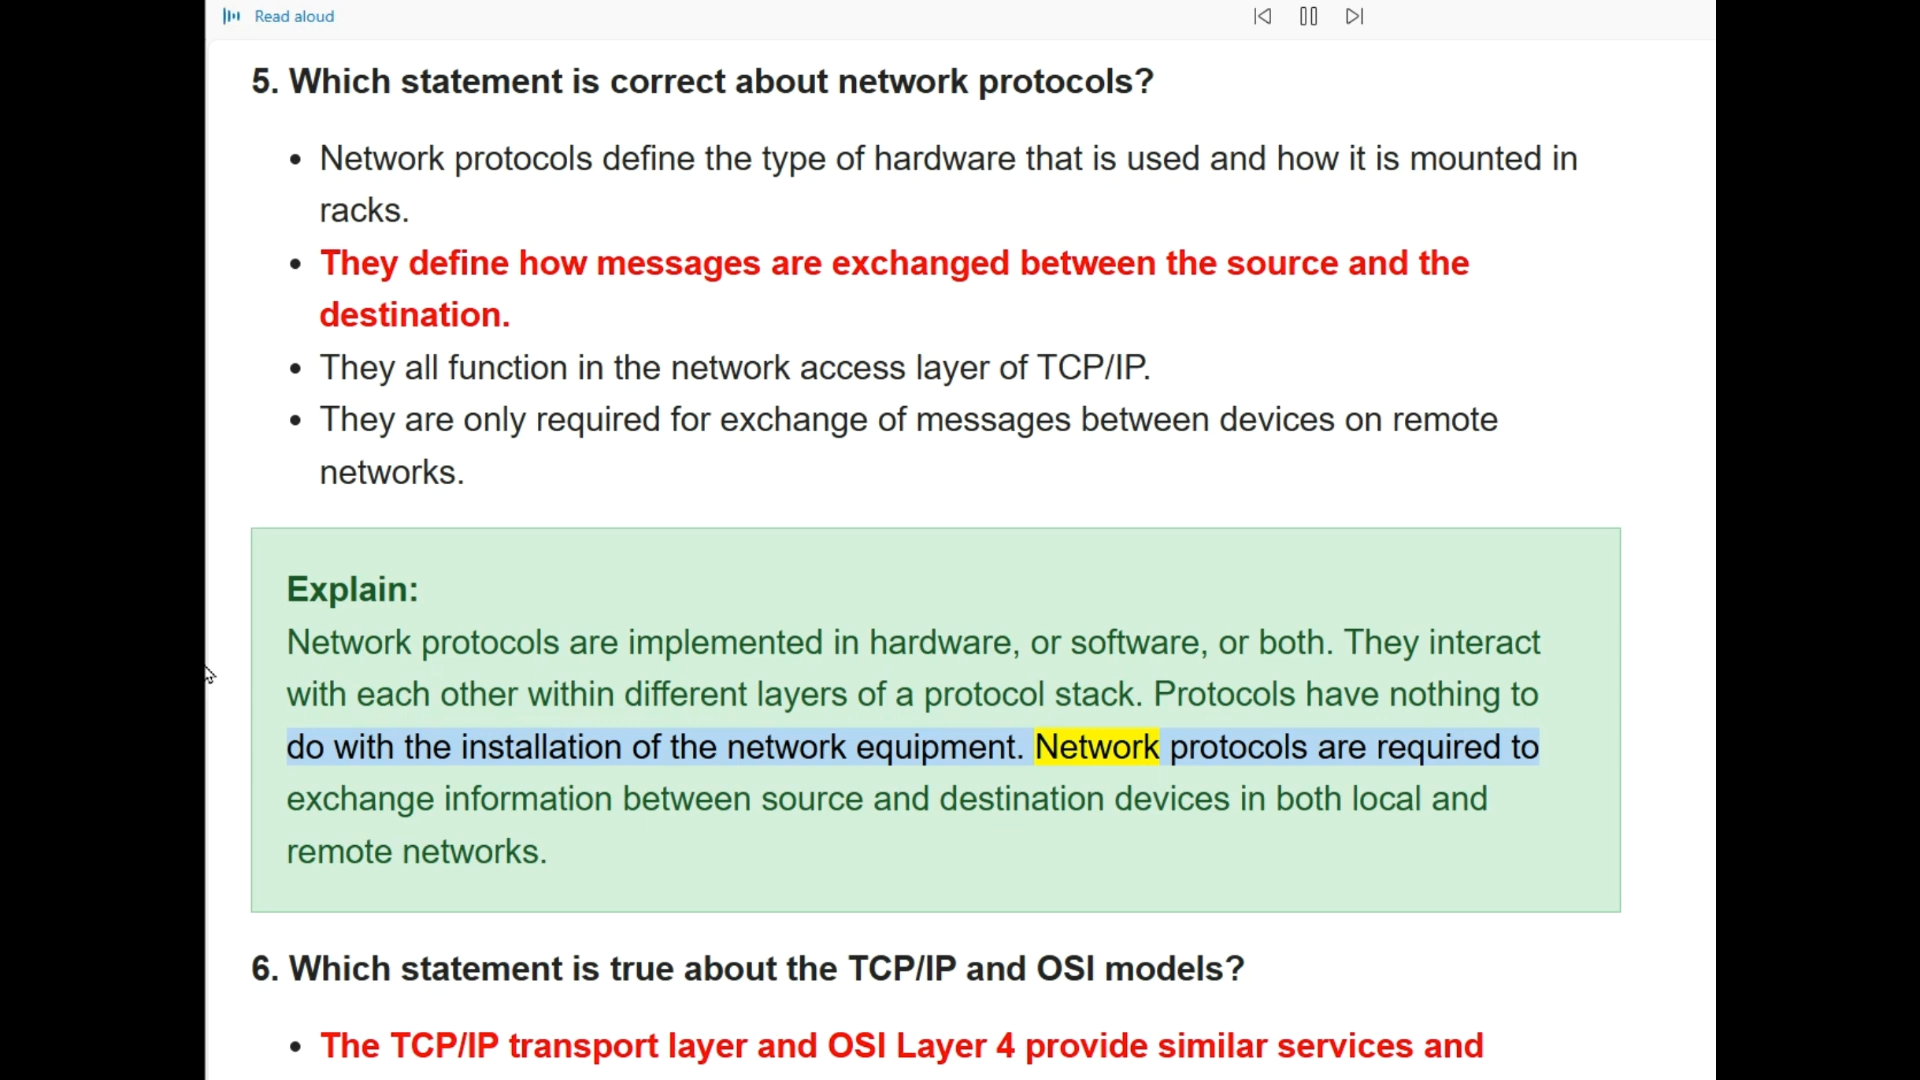 Read aloud
5. Which statement is correct about network protocols?
Network protocols define the type of hardware that is used and how it is mounted in
racks.
They define how messages are exchanged between the source and the
destination.
They all function in the network access layer of TCP/IP.
They are only required for exchange of messages between devices on remote
networks.
Explain:
Network protocols are implemented in hardware, or software, or both. They interact
with each other within different layers of a protocol stack. Protocols have nothing to
do with the installation of the network equipment. Network protocols are required to
exchange information between source and destination devices in both local and
remote networks.
6. Which statement is true about the TCP/IP and OSI models?
The TCP/IP transport layer and OSI Layer 4 provide similar services and